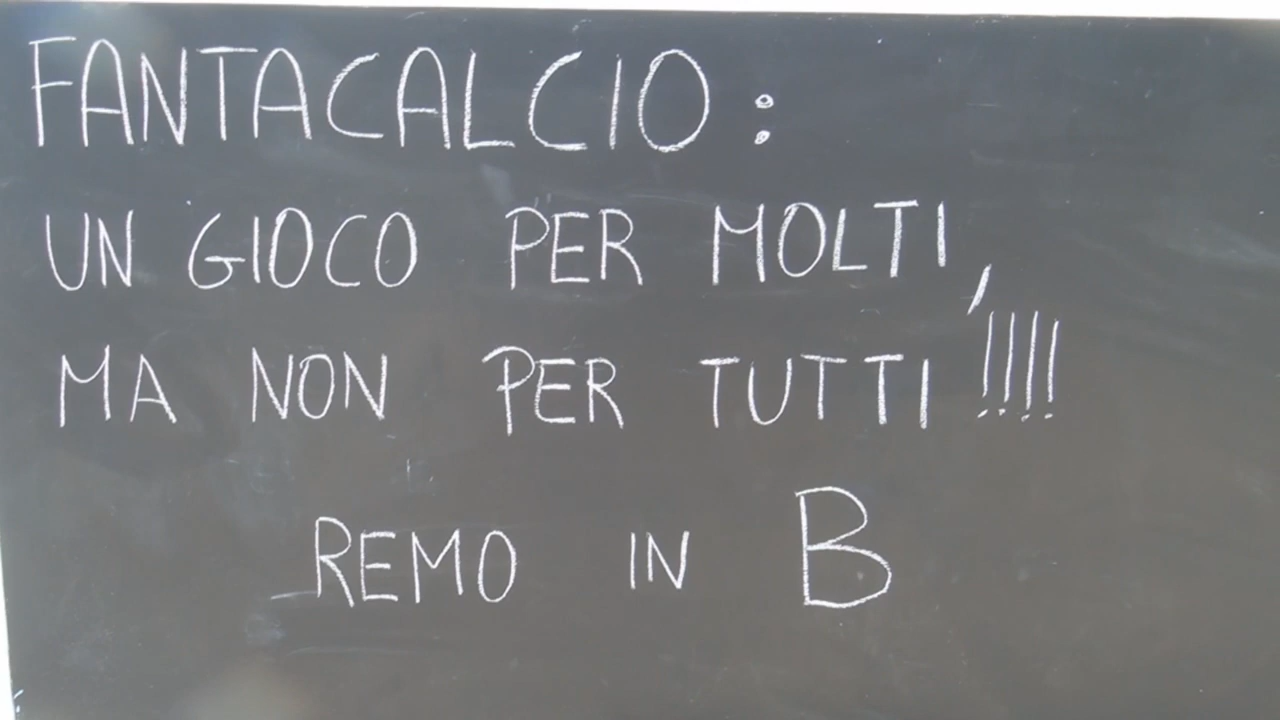 FANTACALCIO:
UN GIOCO PER MOLTI,
MA NON PER TUTTI!!!!
REMO IN B